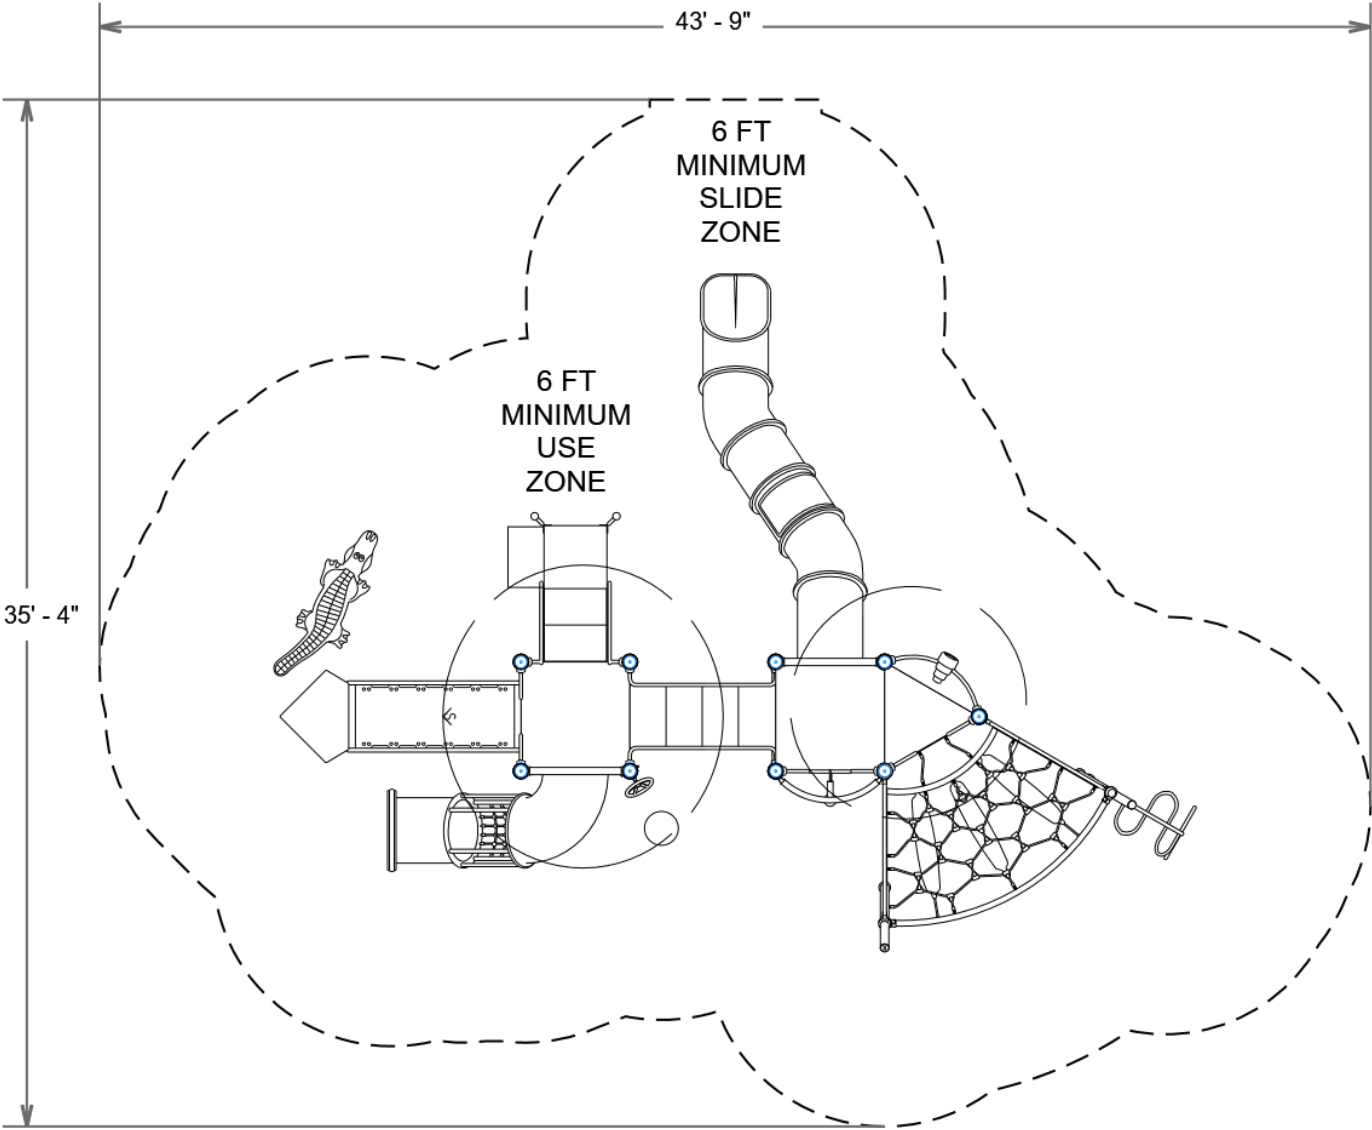 43' - 9"
6 FT
MINIMUM
SLIDE
ZONE
6 FT
MINIMUM
USE
ZONE
35' - 4"